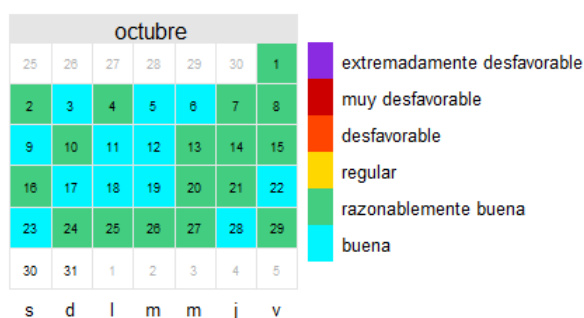 octubre
25 26 27 28 29 30 1
2 3 4 5 6 7 8
9 10 11 12 13 14 15
16 17 18 19 20 21 22
23 24 25 26 27 28 29
30 31 1 2 3 4 5
s d l m m j v
extremadamente desfavorable
muy desfavorable
desfavorable
regular
razonablemente buena
buena